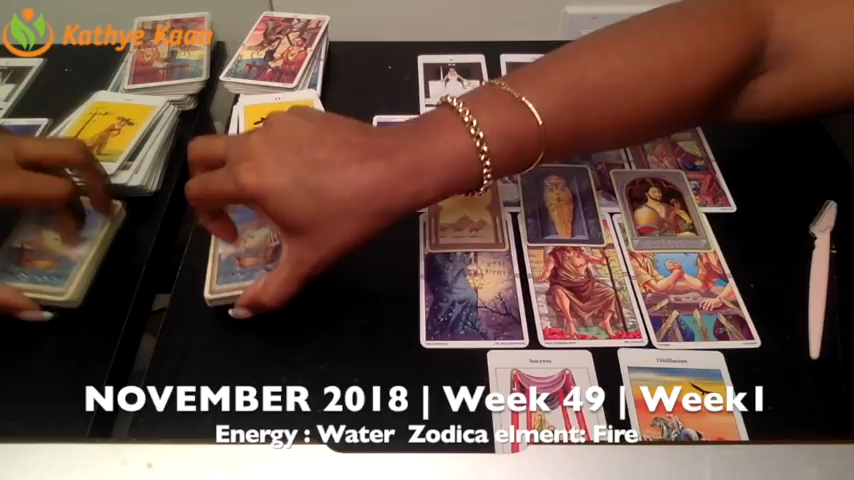 Kathye Kaan
Success
Disillusion
NOVEMBER 2018 | Week 49 | Week1
Energy : Water Zodica elment: Fire